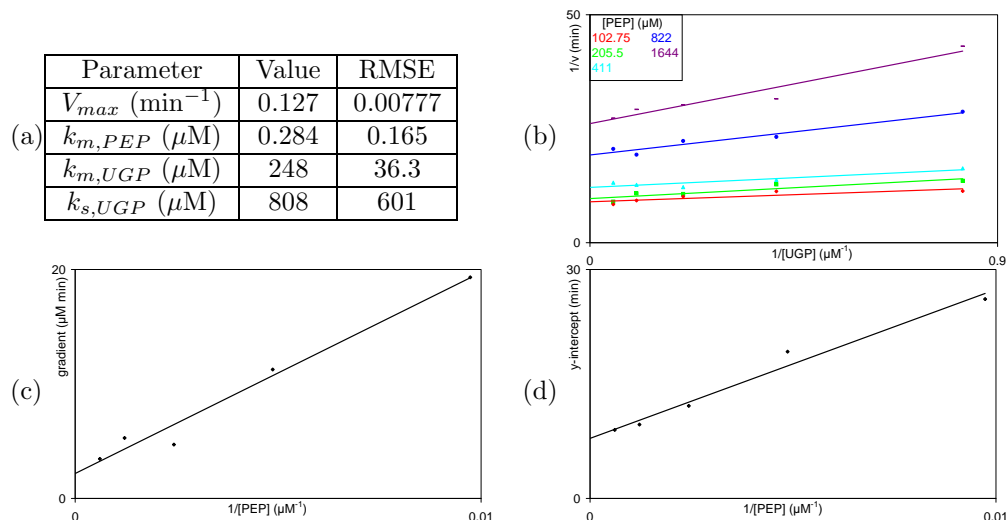 (a)
Parameter Value RMSE
V_max (min⁻¹) 0.127 0.00777
k_m,PEP (μM) 0.284 0.165
k_m,UGP (μM) 248 36.3
k_s,UGP (μM) 808 601
(b)
50
[PEP] (μM)
102.75 822
205.5 1644
411
1/v (min)
0
0 1/[UGP] (μM⁻¹) 0.9
(c)
20
gradient (μM min)
0
0 1/[PEP] (μM⁻¹) 0.01
(d)
30
y-intercept (min)
0
0 1/[PEP] (μM⁻¹) 0.01